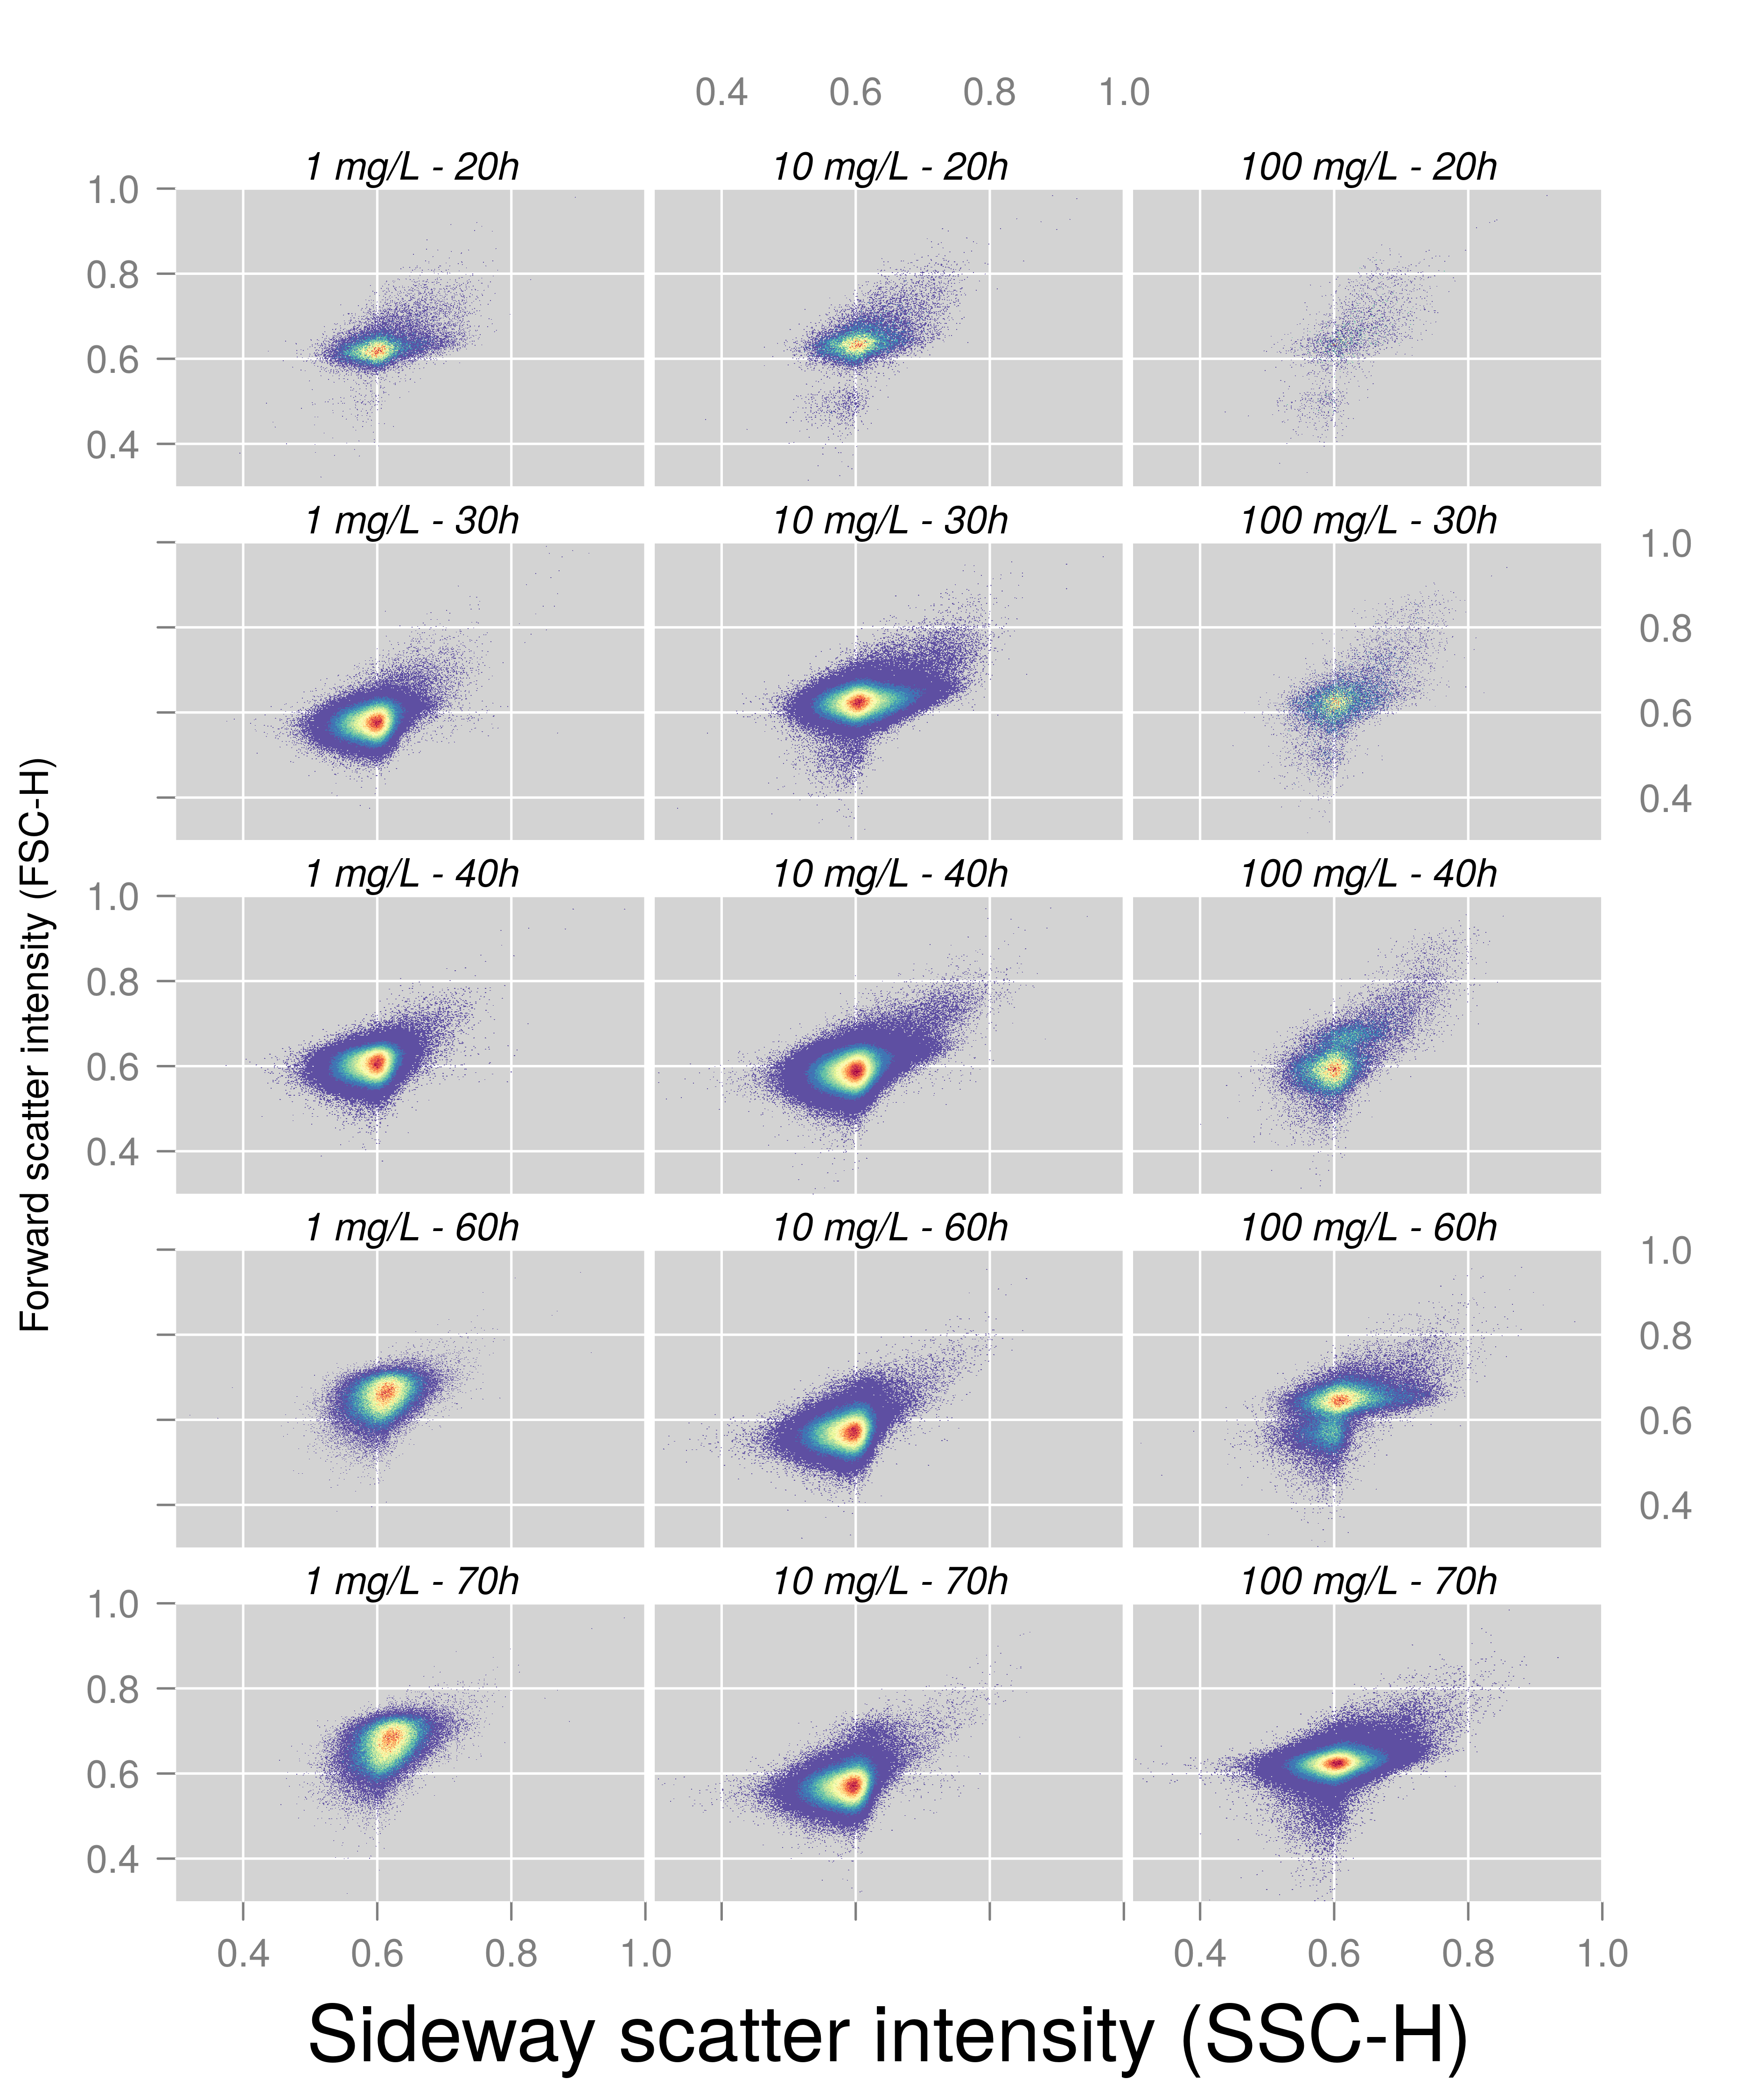 0.4 0.6 0.8 1.0
1 mg/L - 20h 10 mg/L - 20h 100 mg/L - 20h
1.0
0.8
0.6
0.4
1 mg/L - 30h 10 mg/L - 30h 100 mg/L - 30h
1.0
0.8
0.6
0.4
Forward scatter intensity (FSC-H)
1 mg/L - 40h 10 mg/L - 40h 100 mg/L - 40h
1.0
0.8
0.6
0.4
1 mg/L - 60h 10 mg/L - 60h 100 mg/L - 60h
1.0
0.8
0.6
0.4
1 mg/L - 70h 10 mg/L - 70h 100 mg/L - 70h
1.0
0.8
0.6
0.4
0.4 0.6 0.8 1.0 0.4 0.6 0.8 1.0
Sideway scatter intensity (SSC-H)